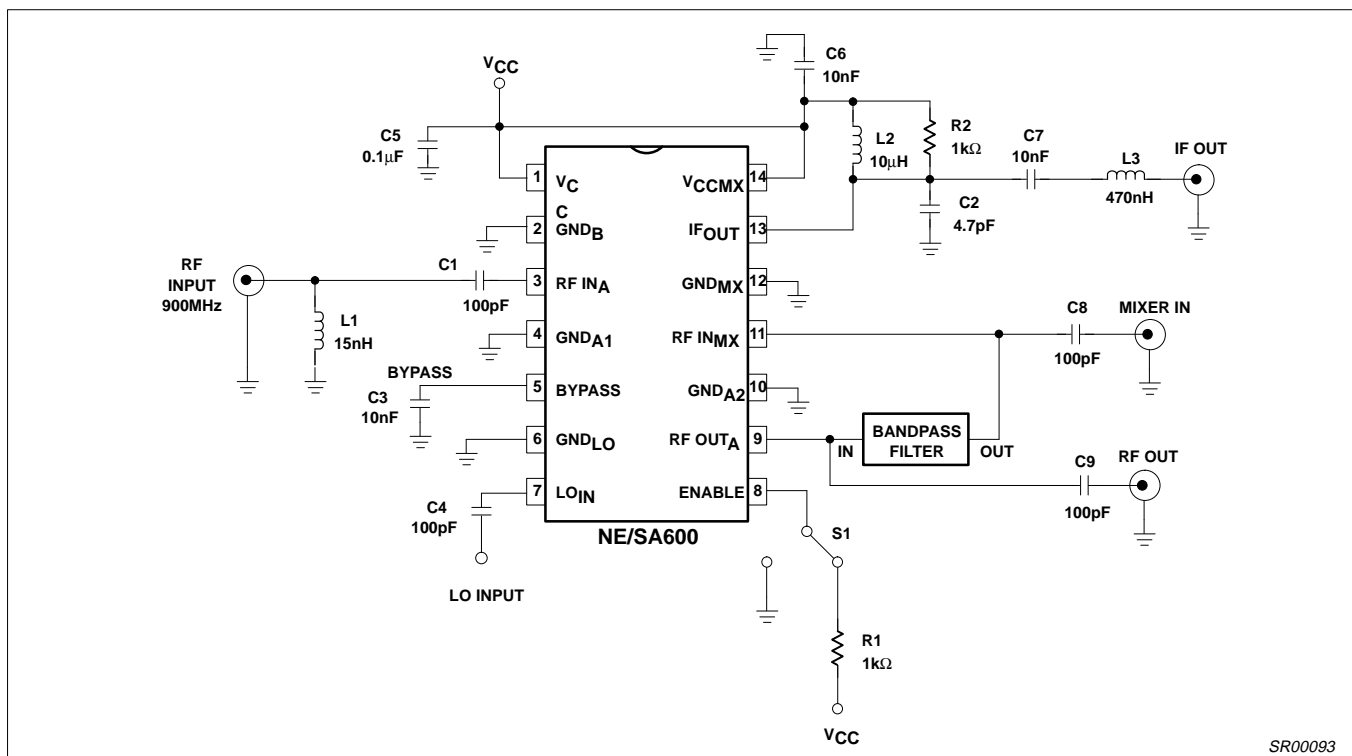 VCC
C5
0.1µF
C6
10nF
L2
10µH
R2
1kΩ
C7
10nF
L3
470nH
IF OUT
C2
4.7pF
1
VC
C
14
VCCMX
2
GNDB
13
IFOUT
RF
INPUT
900MHz
L1
15nH
C1
100pF
3
RF INA
12
GNDMX
4
GNDA1
11
RF INMX
C8
100pF
MIXER IN
BYPASS
C3
10nF
5
BYPASS
10
GNDA2
6
GNDLO
9
RF OUTA
IN
BANDPASS
FILTER
OUT
C9
100pF
RF OUT
C4
100pF
7
LOIN
8
ENABLE
NE/SA600
LO INPUT
S1
R1
1kΩ
VCC
SR00093